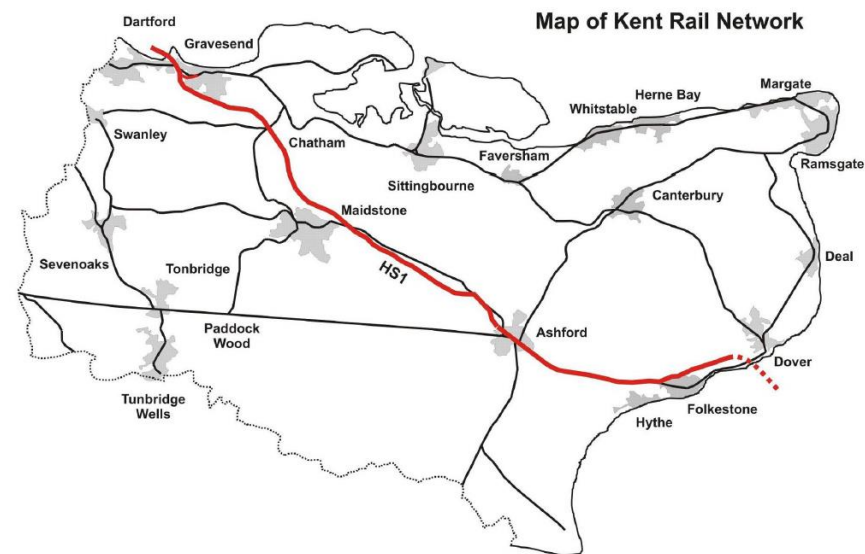 Map of Kent Rail Network
Dartford
Gravesend
Margate
Herne Bay
Whitstable
Swanley
Chatham
Faversham
Ramsgate
Sittingbourne
Canterbury
Maidstone
Sevenoaks
Tonbridge
HS1
Deal
Paddock
Wood
Ashford
Dover
Tunbridge
Wells
Hythe
Folkestone